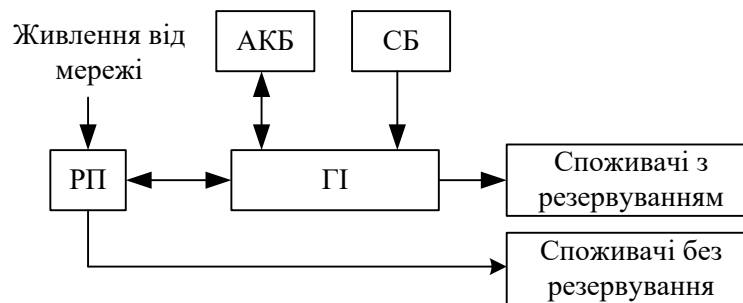 Живлення від
мережі
АКБ
СБ
РП
ГІ
Споживачі з
резервуванням
Споживачі без
резервування